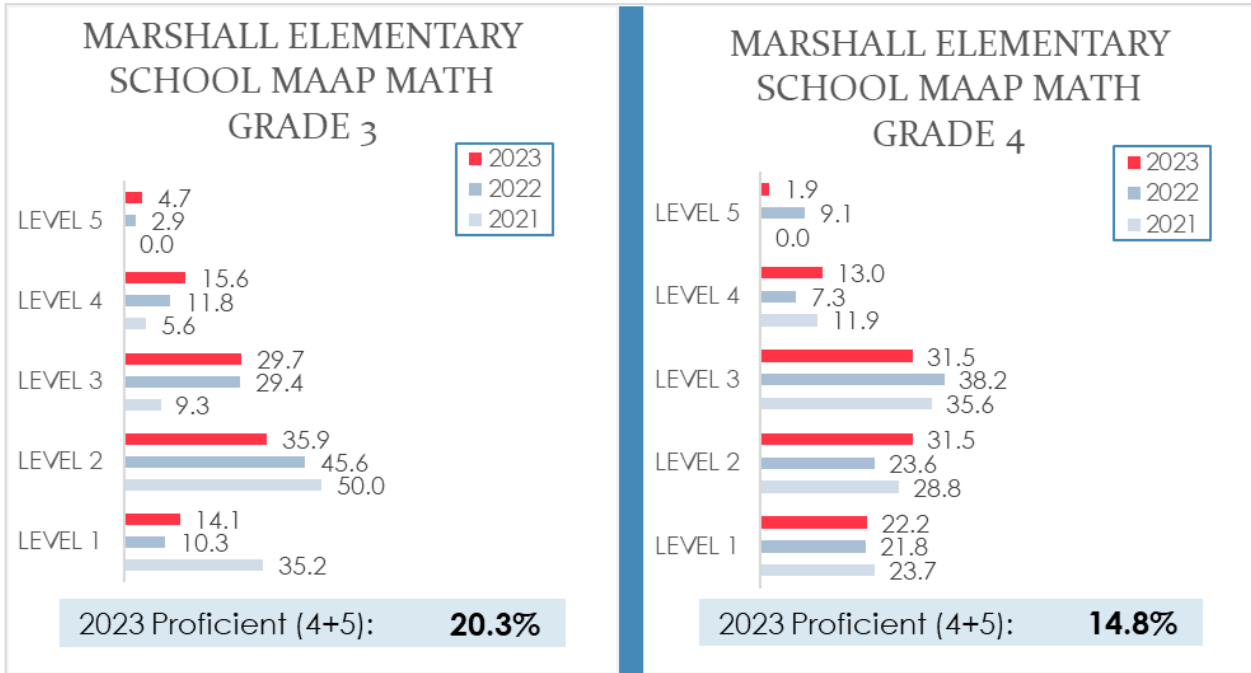 MARSHALL ELEMENTARY
SCHOOL MAAP MATH
GRADE 3
2023
2022
2021
LEVEL 5
4.7
2.9
0.0
LEVEL 4
15.6
11.8
5.6
LEVEL 3
29.7
29.4
9.3
LEVEL 2
35.9
45.6
50.0
LEVEL 1
14.1
10.3
35.2
2023 Proficient (4+5): 20.3%
MARSHALL ELEMENTARY
SCHOOL MAAP MATH
GRADE 4
2023
2022
2021
LEVEL 5
1.9
9.1
0.0
LEVEL 4
13.0
7.3
11.9
LEVEL 3
31.5
38.2
35.6
LEVEL 2
31.5
23.6
28.8
LEVEL 1
22.2
21.8
23.7
2023 Proficient (4+5): 14.8%